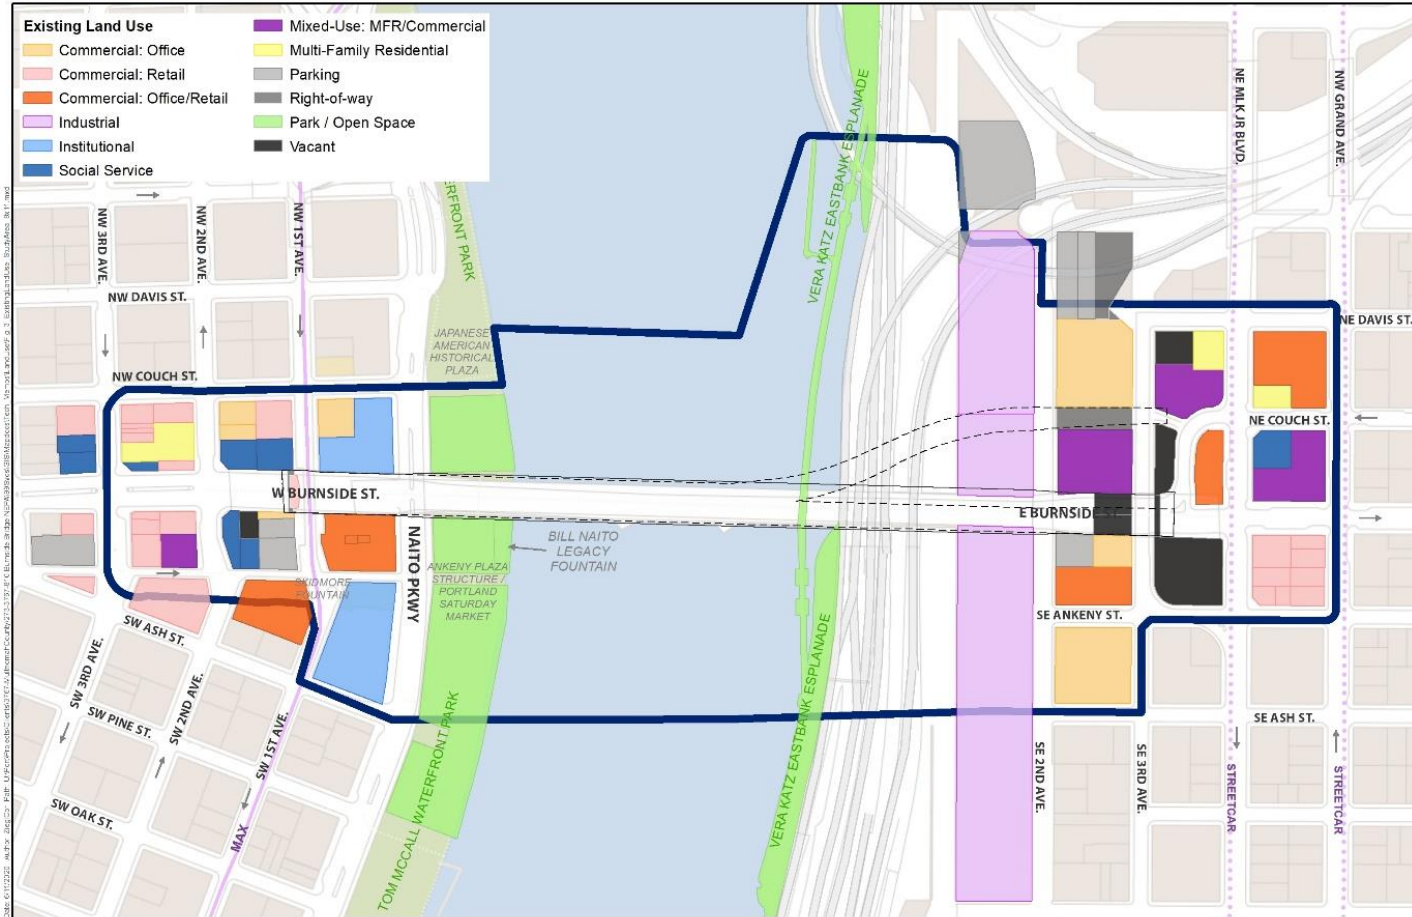 Existing Land Use
Commercial: Office
Commercial: Retail
Commercial: Office/Retail
Industrial
Institutional
Social Service
Mixed-Use: MFR/Commercial
Multi-Family Residential
Parking
Right-of-way
Park / Open Space
Vacant
NW 3RD AVE.
NW 2ND AVE.
NW 1ST AVE.
ERFRONT PARK
VERA KATZ EASTBANK ESPLANADE
NE MLK JR BLVD.
NW GRAND AVE.
NW DAVIS ST.
NE DAVIS ST.
JAPANESE
AMERICAN
HISTORICAL
PLAZA
NW COUCH ST.
NE COUCH ST.
W BURNSIDE ST.
E BURNSIDE ST.
NAITO PKWY
BILL NAITO
LEGACY
FOUNTAIN
ANKENY PLAZA
STRUCTURE /
PORTLAND
SATURDAY
MARKET
SKIDMORE
FOUNTAIN
SW ASH ST.
SE ANKENY ST.
SW 3RD AVE.
SW 2ND AVE.
SW PINE ST.
SW 1ST AVE.
SW OAK ST.
MAX
TOM MCCALL WATERFRONT PARK
VERA KATZ EASTBANK ESPLANADE
SE 2ND AVE.
SE 3RD AVE.
SE ASH ST.
STREETCAR
STREETCAR